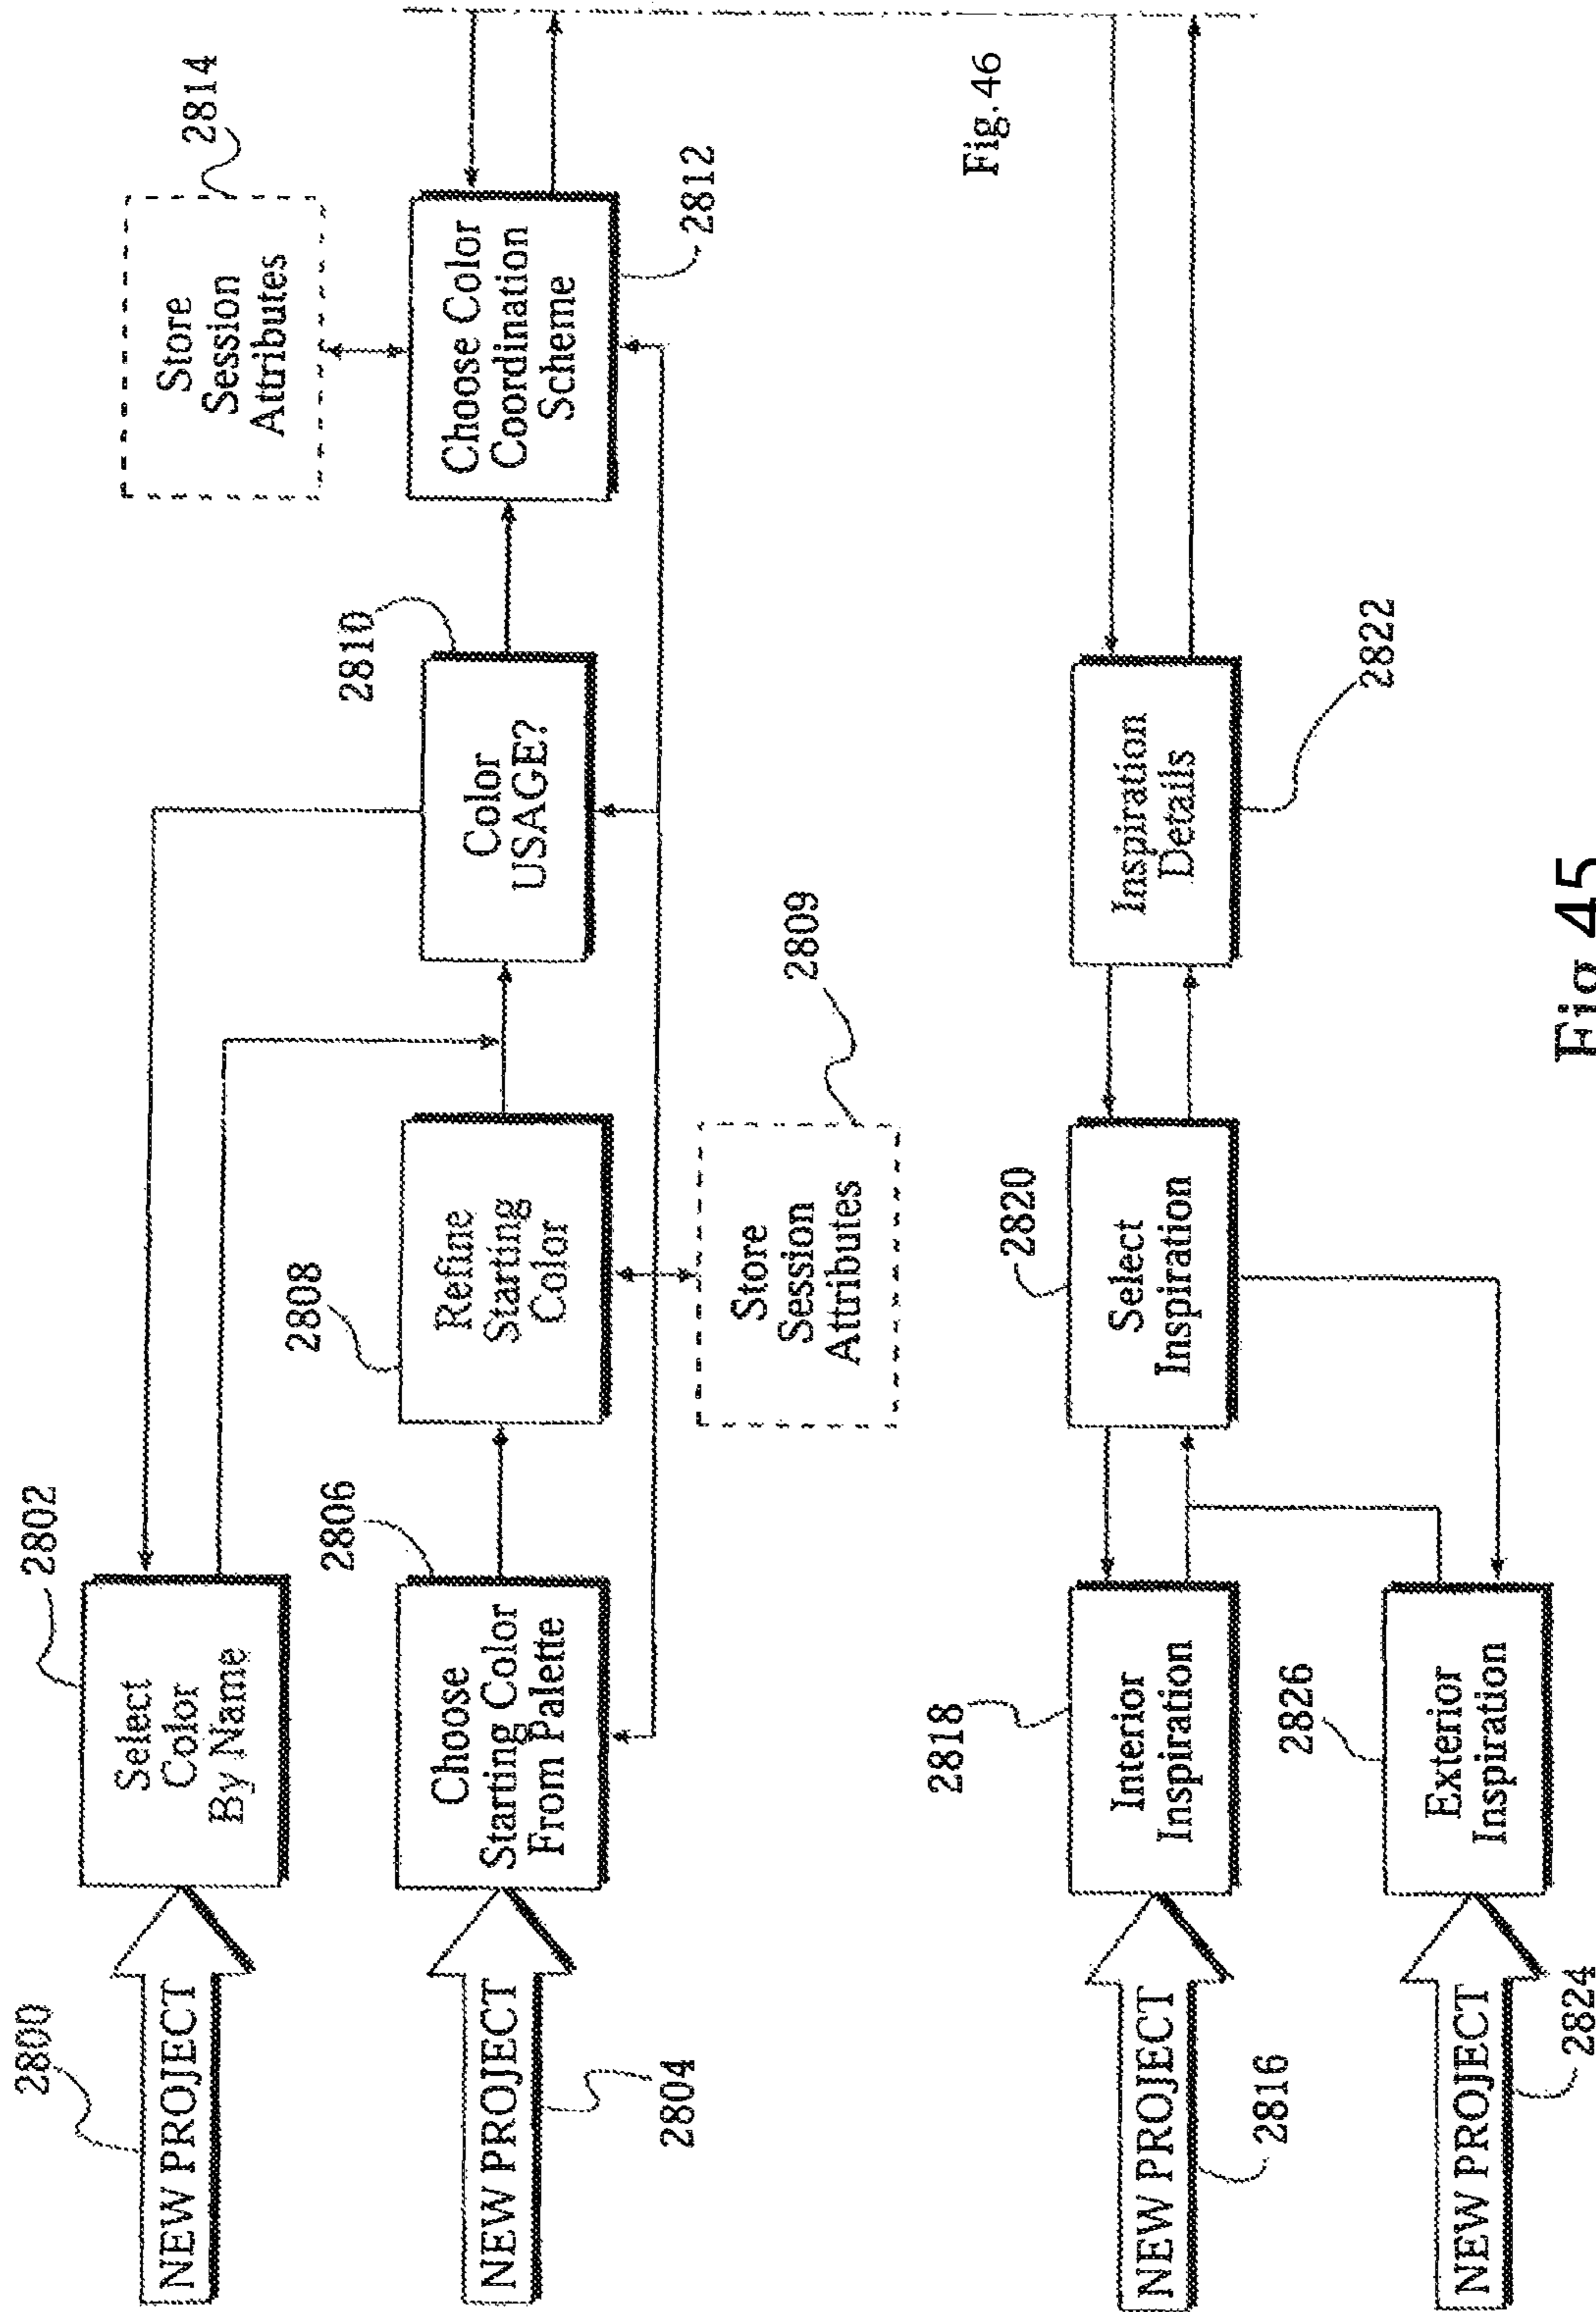 2800
NEW PROJECT
Select
Color
By Name
2802
2804
NEW PROJECT
Choose
Starting Color
From Palette
2806
2808
Refine
Starting
Color
2809
Store
Session
Attributes
2810
Color
USAGE?
2812
Choose Color
Coordination
Scheme
2814
Store
Session
Attributes
Fig. 46
2816
NEW PROJECT
2818
Interior
Inspiration
2820
Select
Inspiration
2822
Inspiration
Details
2824
NEW PROJECT
2826
Exterior
Inspiration
Fig. 45